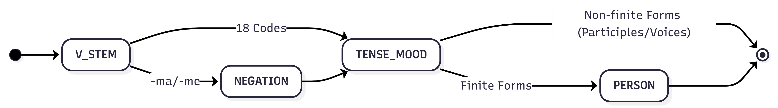 V_STEM
18 Codes
-ma/-me
NEGATION
TENSE_MOOD
Non-finite Forms
(Participles/Voices)
Finite Forms
PERSON